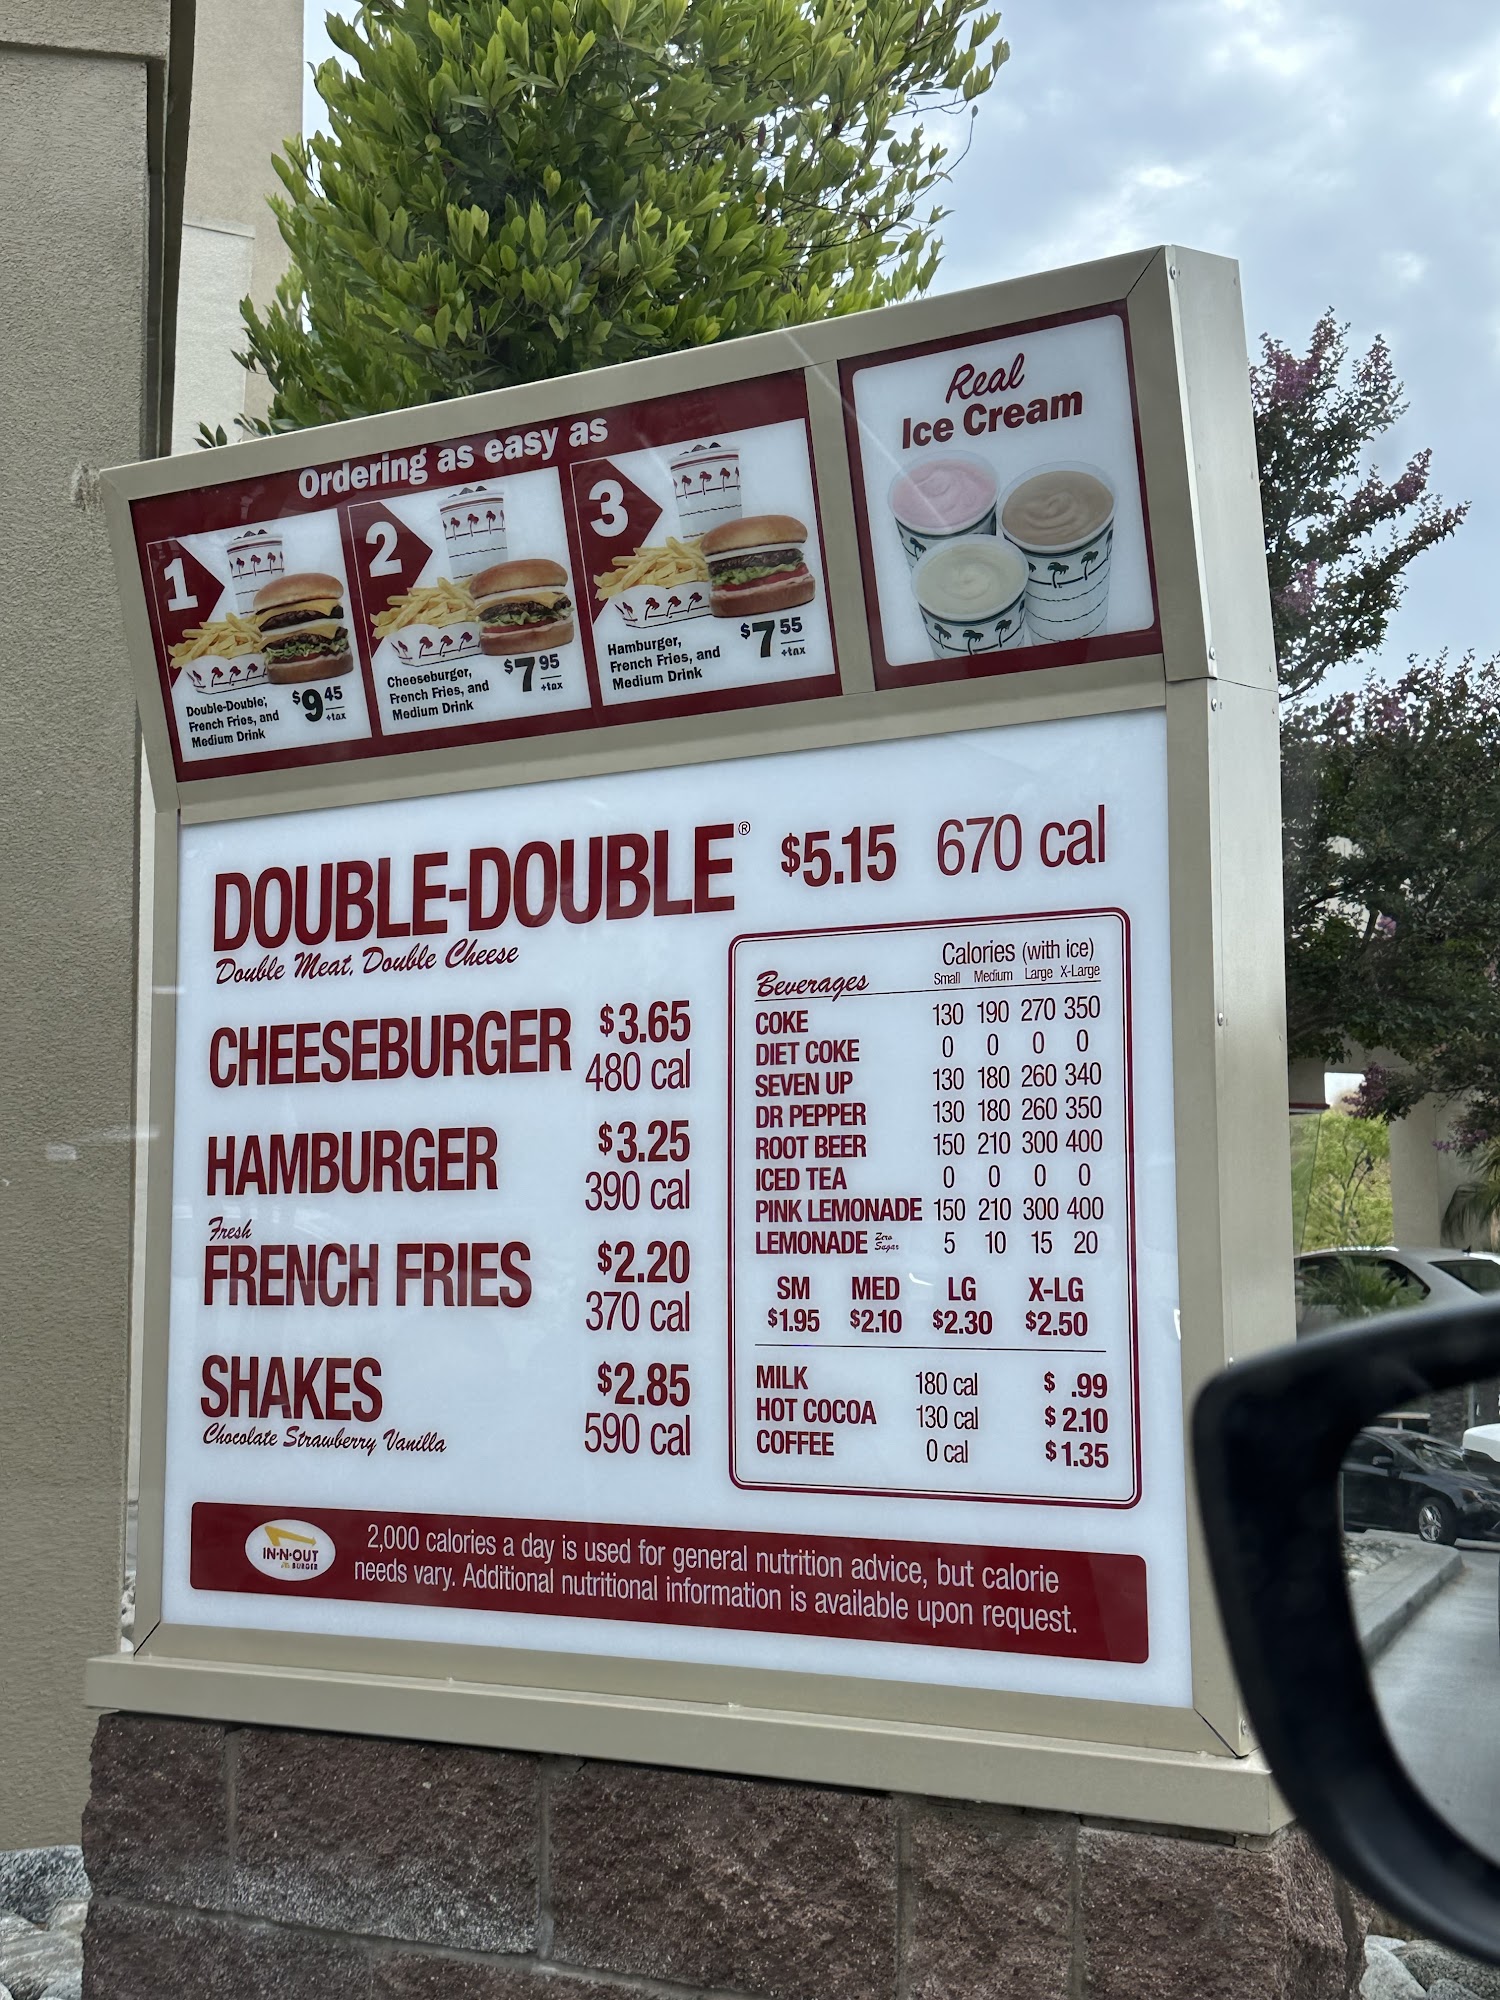 Ordering as easy as
1
Double-Double®,
French Fries, and
Medium Drink
$9 45
+tax
2
Cheeseburger,
French Fries, and
Medium Drink
$7 95
+tax
3
Hamburger,
French Fries, and
Medium Drink
$7 55
+tax
Real
Ice Cream
DOUBLE-DOUBLE® $5.15 670 cal
Double Meat, Double Cheese
CHEESEBURGER $3.65
480 cal
HAMBURGER $3.25
390 cal
Fresh
FRENCH FRIES $2.20
370 cal
SHAKES $2.85
Chocolate Strawberry Vanilla 590 cal
Calories (with ice)
Beverages Small Medium Large X-Large
COKE 130 190 270 350
DIET COKE 0 0 0 0
SEVEN UP 130 180 260 340
DR PEPPER 130 180 260 350
ROOT BEER 150 210 300 400
ICED TEA 0 0 0 0
PINK LEMONADE 150 210 300 400
LEMONADE Zero Sugar 5 10 15 20
SM MED LG X-LG
$1.95 $2.10 $2.30 $2.50
MILK 180 cal $ .99
HOT COCOA 130 cal $2.10
COFFEE 0 cal $1.35
IN-N-OUT
BURGER
2,000 calories a day is used for general nutrition advice, but calorie
needs vary. Additional nutritional information is available upon request.